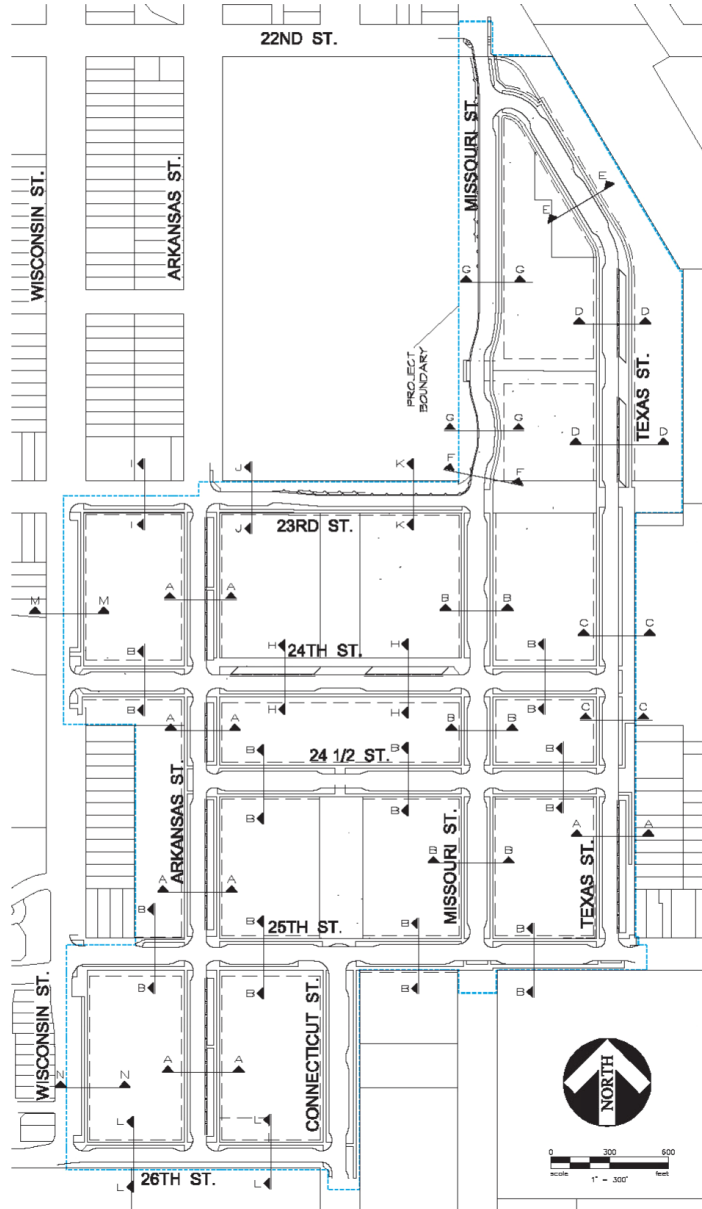 22ND ST.
MISSOURI ST.
WISCONSIN ST.
ARKANSAS ST.
E
E
G G
D D
PROJECT
BOUNDARY
TEXAS ST.
G G
D D
F
F
I
J
K
I
J
K
23RD ST.
M M
A A
B B
C C
B
H
H
B
24TH ST.
B
H
H
B
C C
A A
B B
B
B
B
24 1/2 ST.
B
B
B
ARKANSAS ST.
MISSOURI ST.
TEXAS ST.
A A
B B
A A
B
B
B
B
25TH ST.
B
B
B
B
WISCONSIN ST.
CONNECTICUT ST.
N N
A A
L
L
L
L
26TH ST.
NORTH
0 300 600
scale feet
1" = 300'